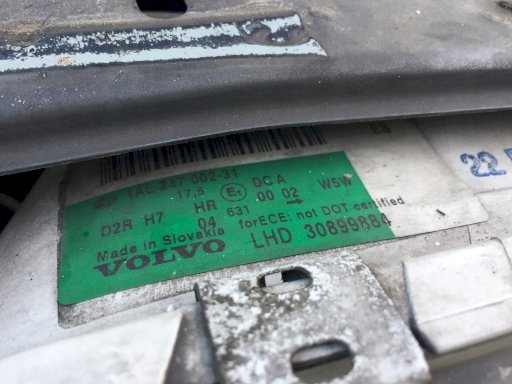 1AL 247 002-31
17,5 E1 DC A
D2R H7 HR 631 00 02 → W5W
04
Made in Slovakia forECE: not DOT certified
VOLVO LHD 30899884
22